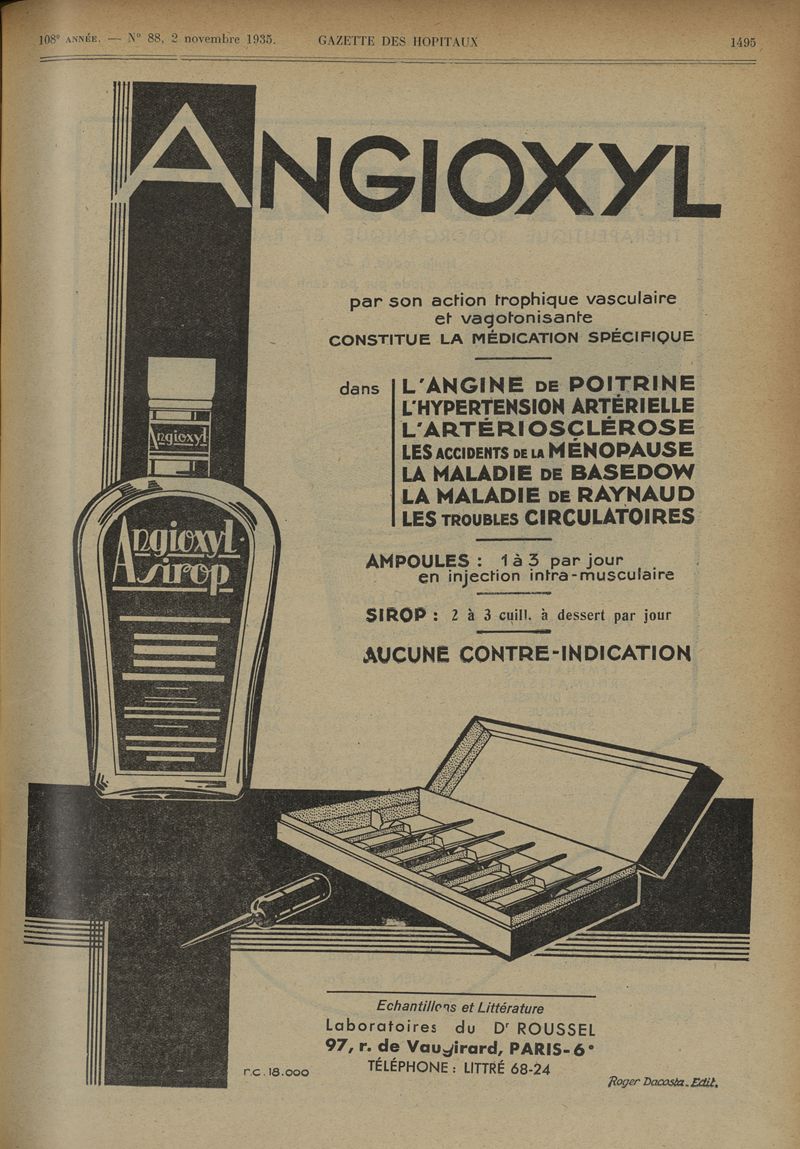 108e ANNÉE. — No 88, 2 novembre 1935. GAZETTE DES HOPITAUX 1495
ANGIOXYL
par son action trophique vasculaire
et vagotonisante
CONSTITUE LA MÉDICATION SPÉCIFIQUE
dans L'ANGINE DE POITRINE
L'HYPERTENSION ARTÉRIELLE
L'ARTÉRIOSCLÉROSE
LES ACCIDENTS DE LA MÉNOPAUSE
LA MALADIE DE BASEDOW
LA MALADIE DE RAYNAUD
LES TROUBLES CIRCULATOIRES
Angioxyl
Angioxyl
sirop
AMPOULES : 1 à 3 par jour
en injection intra-musculaire
SIROP : 2 à 3 cuill. à dessert par jour
AUCUNE CONTRE-INDICATION
Echantillons et Littérature
Laboratoires du Dr ROUSSEL
97, r. de Vaugirard, PARIS-6e
TÉLÉPHONE : LITTRÉ 68-24
r.c. 18.000
Roger Dacosta. Edit.